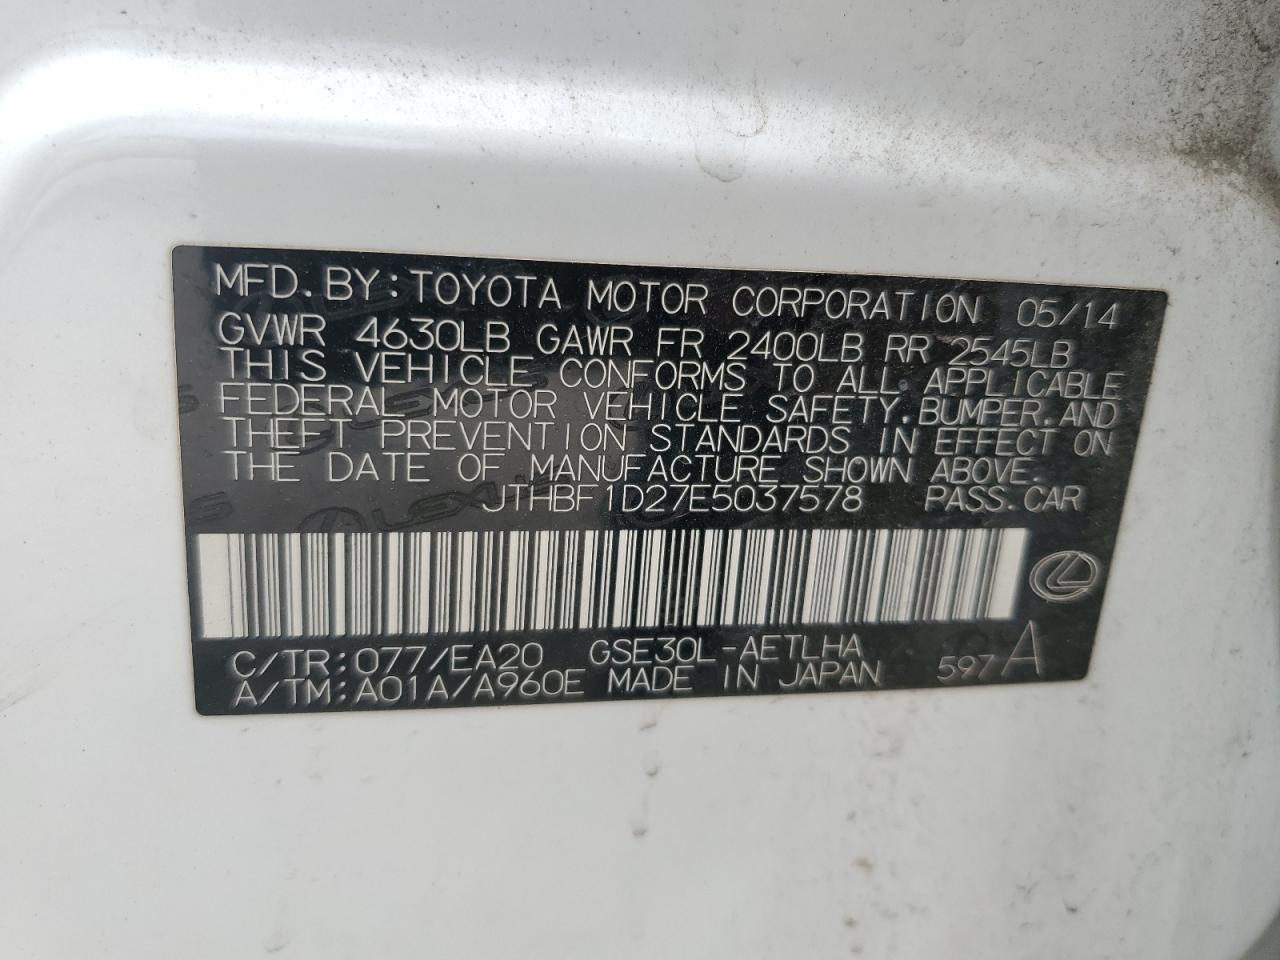 MFD. BY: TOYOTA MOTOR CORPORATION 05/14
GVWR 4630LB GAWR FR 2400LB RR 2545LB
THIS VEHICLE CONFORMS TO ALL APPLICABLE
FEDERAL MOTOR VEHICLE SAFETY, BUMPER, AND
THEFT PREVENTION STANDARDS IN EFFECT ON
THE DATE OF MANUFACTURE SHOWN ABOVE.
JTHBF1D27E5037578 PASS. CAR
C/TR: 077/EA20 GSE30L-AETLHA
A/TM: A01A/A960E MADE IN JAPAN 597 A